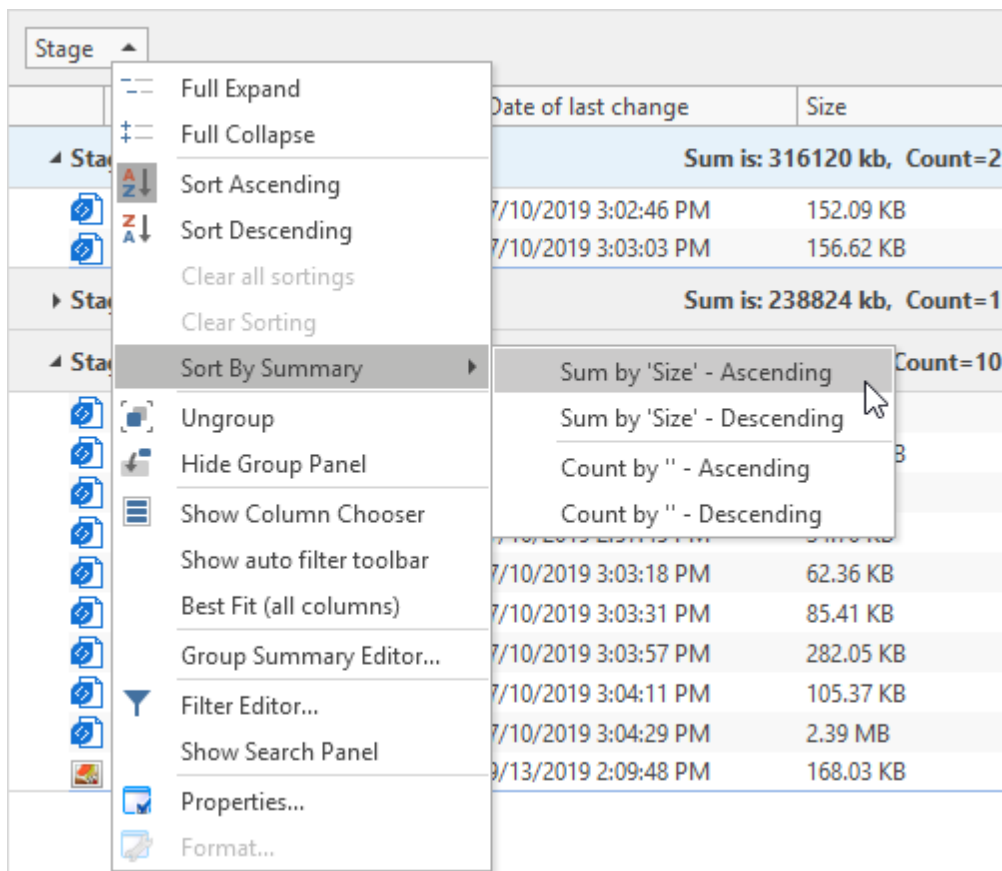 Stage
Full Expand
Full Collapse
Sort Ascending
Sort Descending
Clear all sortings
Clear Sorting
Sort By Summary
Ungroup
Hide Group Panel
Show Column Chooser
Show auto filter toolbar
Best Fit (all columns)
Group Summary Editor...
Filter Editor...
Show Search Panel
Properties...
Format...
Sum by 'Size' - Ascending
Sum by 'Size' - Descending
Count by '' - Ascending
Count by '' - Descending
Date of last change Size
Sum is: 316120 kb, Count=2
7/10/2019 3:02:46 PM 152.09 KB
7/10/2019 3:03:03 PM 156.62 KB
Sum is: 238824 kb, Count=1
Count=10
7/10/2019 3:03:18 PM 62.36 KB
7/10/2019 3:03:31 PM 85.41 KB
7/10/2019 3:03:57 PM 282.05 KB
7/10/2019 3:04:11 PM 105.37 KB
7/10/2019 3:04:29 PM 2.39 MB
9/13/2019 2:09:48 PM 168.03 KB